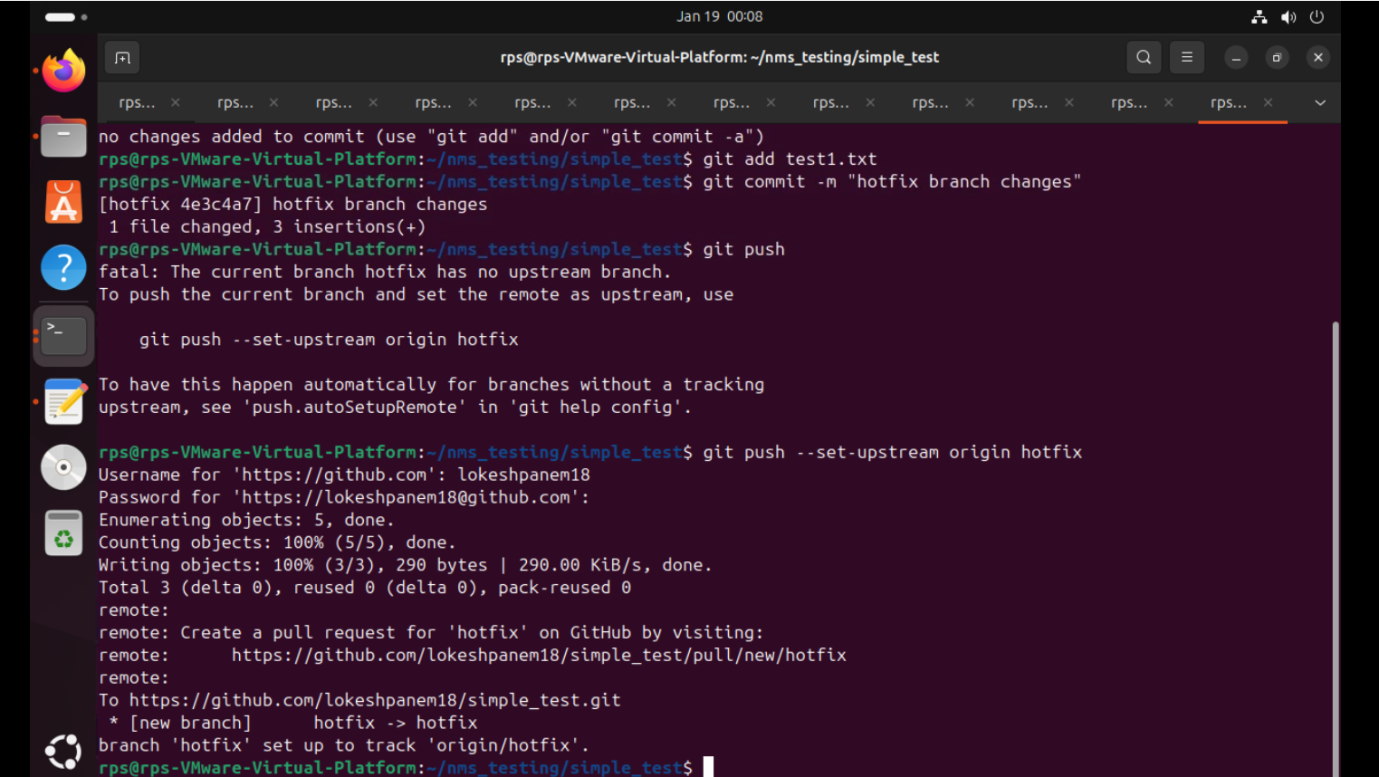 Jan 19 00:08
rps@rps-VMware-Virtual-Platform: ~/nms_testing/simple_test
rps... × rps... × rps... × rps... × rps... × rps... × rps... × rps... × rps... × rps... × rps... × rps... ×
no changes added to commit (use "git add" and/or "git commit -a")
rps@rps-VMware-Virtual-Platform:~/nms_testing/simple_test$ git add test1.txt
rps@rps-VMware-Virtual-Platform:~/nms_testing/simple_test$ git commit -m "hotfix branch changes"
[hotfix 4e3c4a7] hotfix branch changes
 1 file changed, 3 insertions(+)
rps@rps-VMware-Virtual-Platform:~/nms_testing/simple_test$ git push
fatal: The current branch hotfix has no upstream branch.
To push the current branch and set the remote as upstream, use
    git push --set-upstream origin hotfix
To have this happen automatically for branches without a tracking
upstream, see 'push.autoSetupRemote' in 'git help config'.
rps@rps-VMware-Virtual-Platform:~/nms_testing/simple_test$ git push --set-upstream origin hotfix
Username for 'https://github.com': lokeshpanem18
Password for 'https://lokeshpanem18@github.com':
Enumerating objects: 5, done.
Counting objects: 100% (5/5), done.
Writing objects: 100% (3/3), 290 bytes | 290.00 KiB/s, done.
Total 3 (delta 0), reused 0 (delta 0), pack-reused 0
remote:
remote: Create a pull request for 'hotfix' on GitHub by visiting:
remote:      https://github.com/lokeshpanem18/simple_test/pull/new/hotfix
remote:
To https://github.com/lokeshpanem18/simple_test.git
 * [new branch]      hotfix -> hotfix
branch 'hotfix' set up to track 'origin/hotfix'.
rps@rps-VMware-Virtual-Platform:~/nms_testing/simple_test$